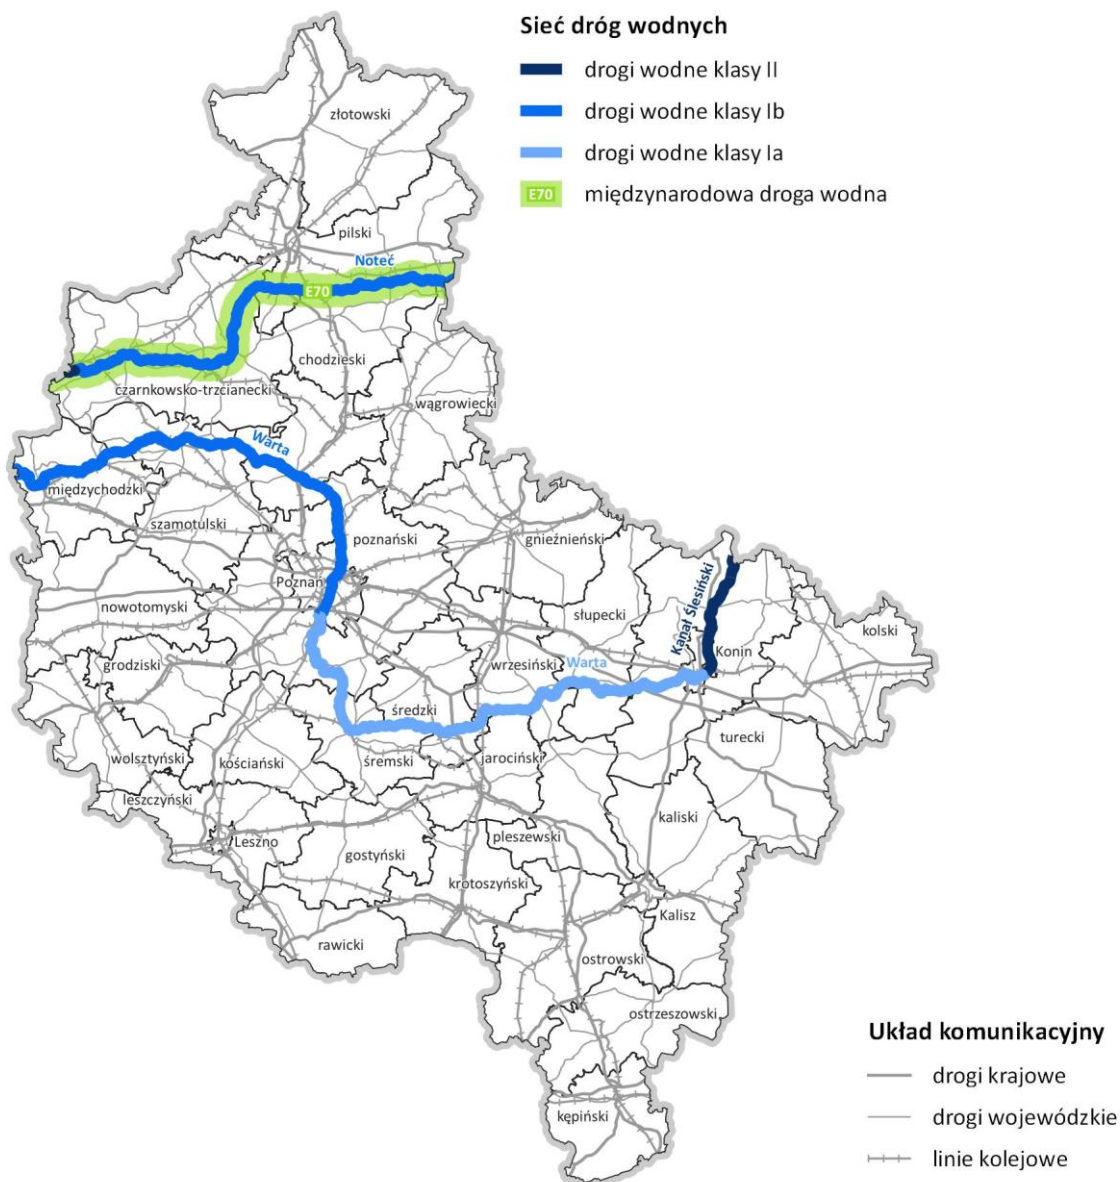 Sieć dróg wodnych
drogi wodne klasy II
drogi wodne klasy Ib
drogi wodne klasy Ia
E70 międzynarodowa droga wodna
złotowski
pilski
Noteć
E70
chodzieski
czarnkowsko-trzcianecki
wągrowiecki
Warta
międzychodzki
szamotulski
poznański
gnieźnieński
Poznań
nowotomyski
słupecki
Kanał Ślesiński
kolski
grodziski
wrzesiński
Warta
Konin
średzki
turecki
wolsztyński
kościański
śremski
jarociński
leszczyński
kaliski
Leszno
pleszewski
gostyński
krotoszyński
Kalisz
rawicki
ostrowski
ostrzeszowski
kępiński
Układ komunikacyjny
drogi krajowe
drogi wojewódzkie
linie kolejowe